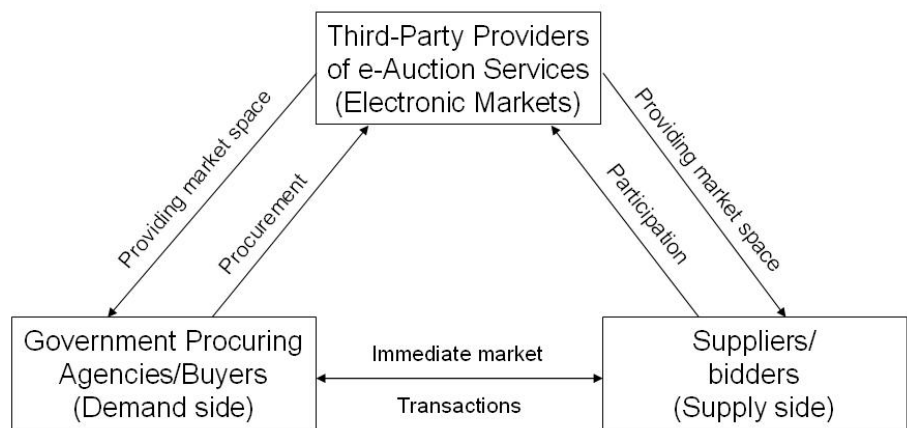 Third-Party Providers
of e-Auction Services
(Electronic Markets)
Providing market space
Procurement
Participation
Providing market space
Government Procuring
Agencies/Buyers
(Demand side)
Immediate market
Transactions
Suppliers/
bidders
(Supply side)